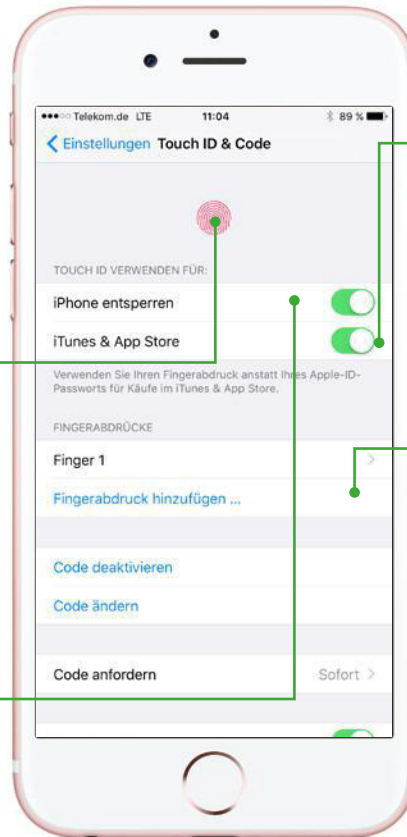 Telekom.de LTE 11:04 89 %
Einstellungen Touch ID & Code
TOUCH ID VERWENDEN FÜR:
iPhone entsperren
iTunes & App Store
Verwenden Sie Ihren Fingerabdruck anstatt Ihres Apple-ID-
Passworts für Käufe im iTunes & App Store.
FINGERABDRÜCKE
Finger 1
Fingerabdruck hinzufügen ...
Code deaktivieren
Code ändern
Code anfordern Sofort